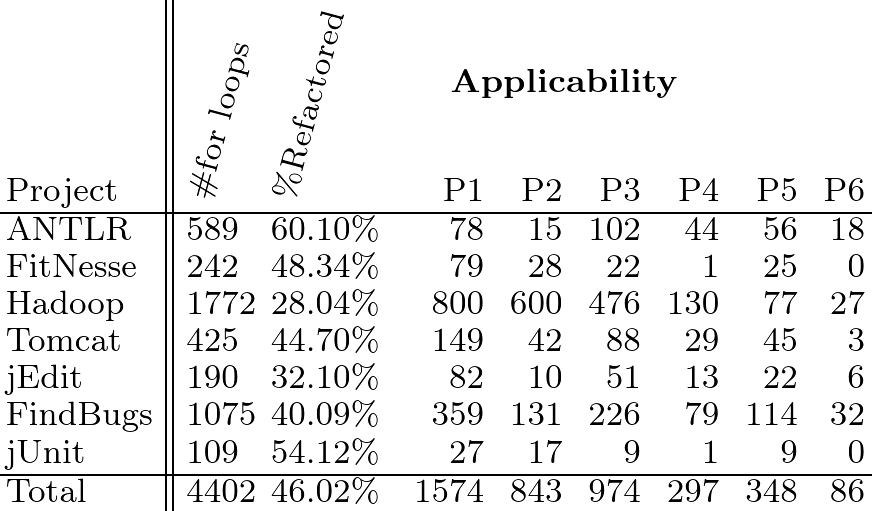 #for loops %Refactored Applicability
Project P1 P2 P3 P4 P5 P6
ANTLR 589 60.10% 78 15 102 44 56 18
FitNesse 242 48.34% 79 28 22 1 25 0
Hadoop 1772 28.04% 800 600 476 130 77 27
Tomcat 425 44.70% 149 42 88 29 45 3
jEdit 190 32.10% 82 10 51 13 22 6
FindBugs 1075 40.09% 359 131 226 79 114 32
jUnit 109 54.12% 27 17 9 1 9 0
Total 4402 46.02% 1574 843 974 297 348 86